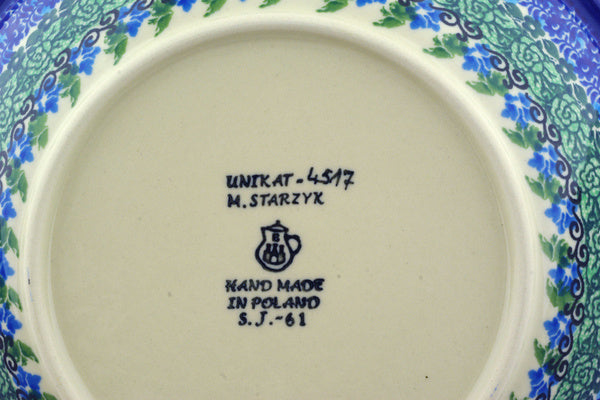 UNIKAT-4517
M. STARZYK
B
HAND MADE
IN POLAND
S.J.-61